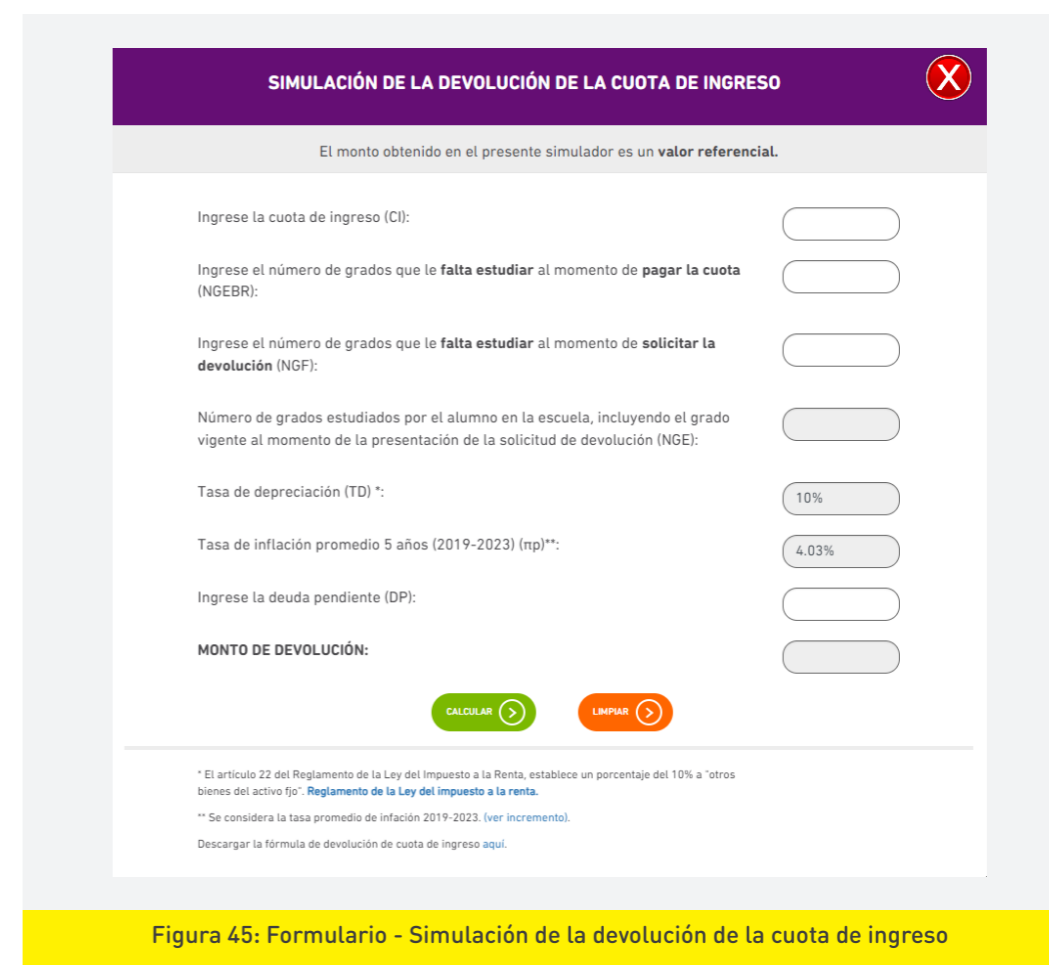 SIMULACIÓN DE LA DEVOLUCIÓN DE LA CUOTA DE INGRESO
X
El monto obtenido en el presente simulador es un valor referencial.
Ingrese la cuota de ingreso (CI):
Ingrese el número de grados que le falta estudiar al momento de pagar la cuota
(NGEBR):
Ingrese el número de grados que le falta estudiar al momento de solicitar la
devolución (NGF):
Número de grados estudiados por el alumno en la escuela, incluyendo el grado
vigente al momento de la presentación de la solicitud de devolución (NGE):
Tasa de depreciación (TD) *:
10%
Tasa de inflación promedio 5 años (2019-2023) (πp)**:
4.03%
Ingrese la deuda pendiente (DP):
MONTO DE DEVOLUCIÓN:
CALCULAR
LIMPIAR
* El artículo 22 del Reglamento de la Ley del Impuesto a la Renta, establece un porcentaje del 10% a "otros
bienes del activo fjo". Reglamento de la Ley del impuesto a la renta.
** Se considera la tasa promedio de infación 2019-2023. (ver incremento).
Descargar la fórmula de devolución de cuota de ingreso aquí.
Figura 45: Formulario - Simulación de la devolución de la cuota de ingreso